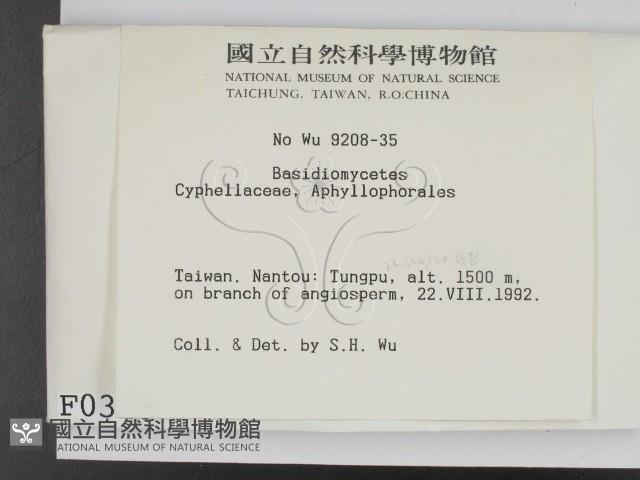 國立自然科學博物館
NATIONAL MUSEUM OF NATURAL SCIENCE
TAICHUNG, TAIWAN, R.O.CHINA
No Wu 9208-35
Basidiomycetes
Cyphellaceae, Aphyllophorales
Taiwan. Nantou: Tungpu, alt. 1500 m,
on branch of angiosperm, 22.VIII.1992.
Coll. & Det. by S.H. Wu
F03
國立自然科學博物館
NATIONAL MUSEUM OF NATURAL SCIENCE